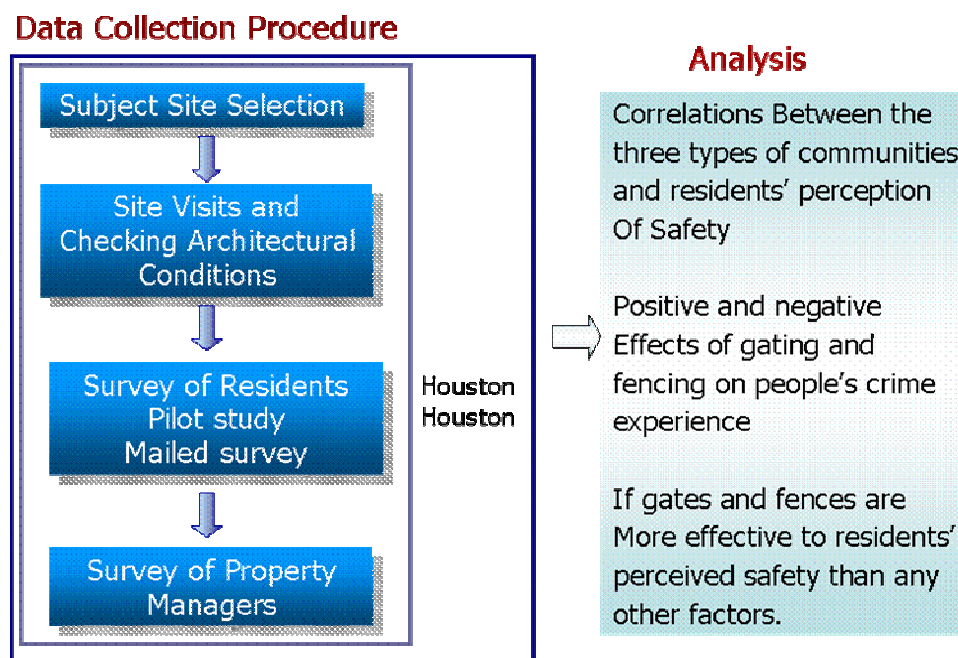 Data Collection Procedure
Subject Site Selection
Site Visits and
Checking Architectural
Conditions
Survey of Residents
Pilot study
Mailed survey
Houston
Houston
Survey of Property
Managers
Analysis
Correlations Between the
three types of communities
and residents’ perception
Of Safety
Positive and negative
Effects of gating and
fencing on people’s crime
experience
If gates and fences are
More effective to residents’
perceived safety than any
other factors.